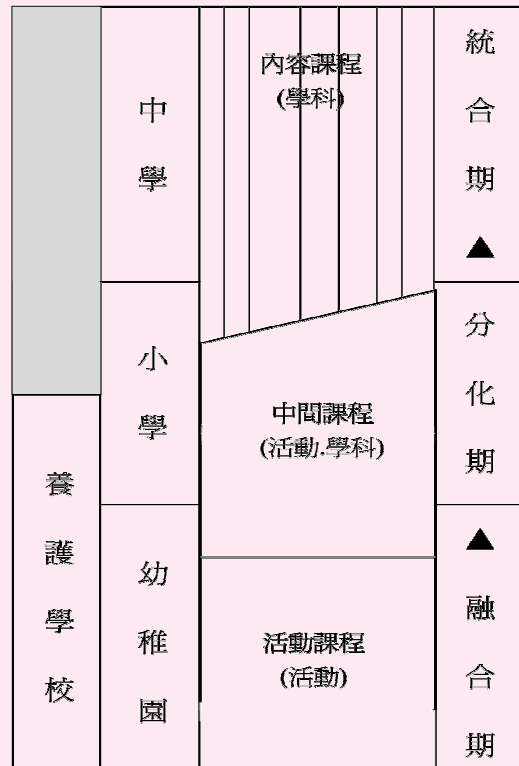 養護學校
中學
小學
幼稚園
內容課程
(學科)
中間課程
(活動.學科)
活動課程
(活動)
統合期▲
分化期
▲融合期